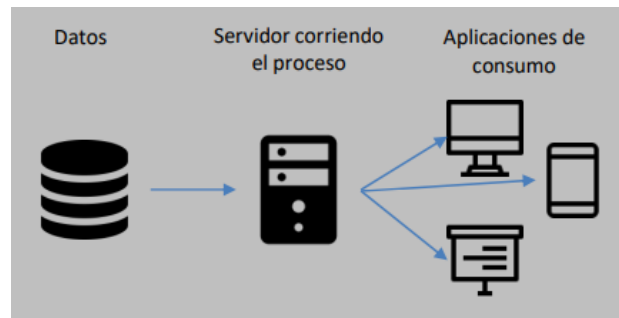 Datos
Servidor corriendo
el proceso
Aplicaciones de
consumo